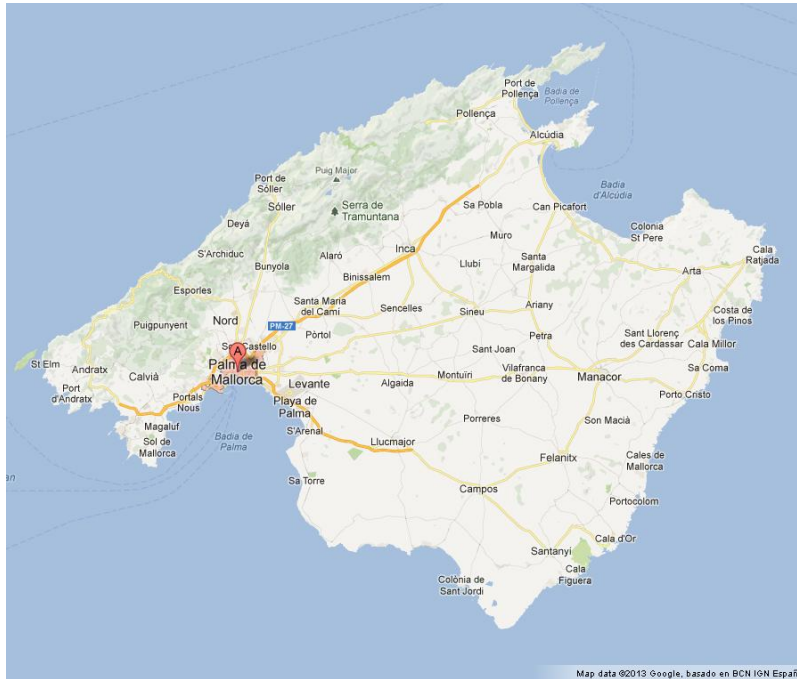 Port de
Pollença
Badia de
Pollença
Pollença
Alcúdia
Puig Major
Port de
Sóller
Badia
d'Alcúdia
Sóller
Serra de
Tramuntana
Sa Pobla
Can Picafort
Deyá
Colonia
St Pere
Muro
Inca
Cala
Ratjada
S'Archiduc
Alaró
Santa
Margalida
Bunyola
Llubí
Arta
Binissalem
Esporles
Santa Maria
del Camí
Sencelles
Sineu
Ariany
Costa de
los Pinos
Nord
Puigpunyent
PM-27
Pòrtol
Petra
Sant Llorenç
des Cardassar
Cala Millor
Sant Joan
A
St Elm
Andratx
Palma de
Mallorca
Vilafranca
de Bonany
Sa Coma
Calvià
Levante
Algaida
Montuïri
Manacor
Port
d'Andratx
Portals
Nous
Playa de
Palma
Porto Cristo
Magaluf
Porreres
Son Macià
S'Arenal
Badia de
Palma
Sol de
Mallorca
Llucmajor
Felanitx
Cales de
Mallorca
Sa Torre
Campos
Portocolom
Cala d'Or
Santanyí
Colònia de
Sant Jordi
Cala
Figuera
Map data ©2013 Google, basado en BCN IGN Españ